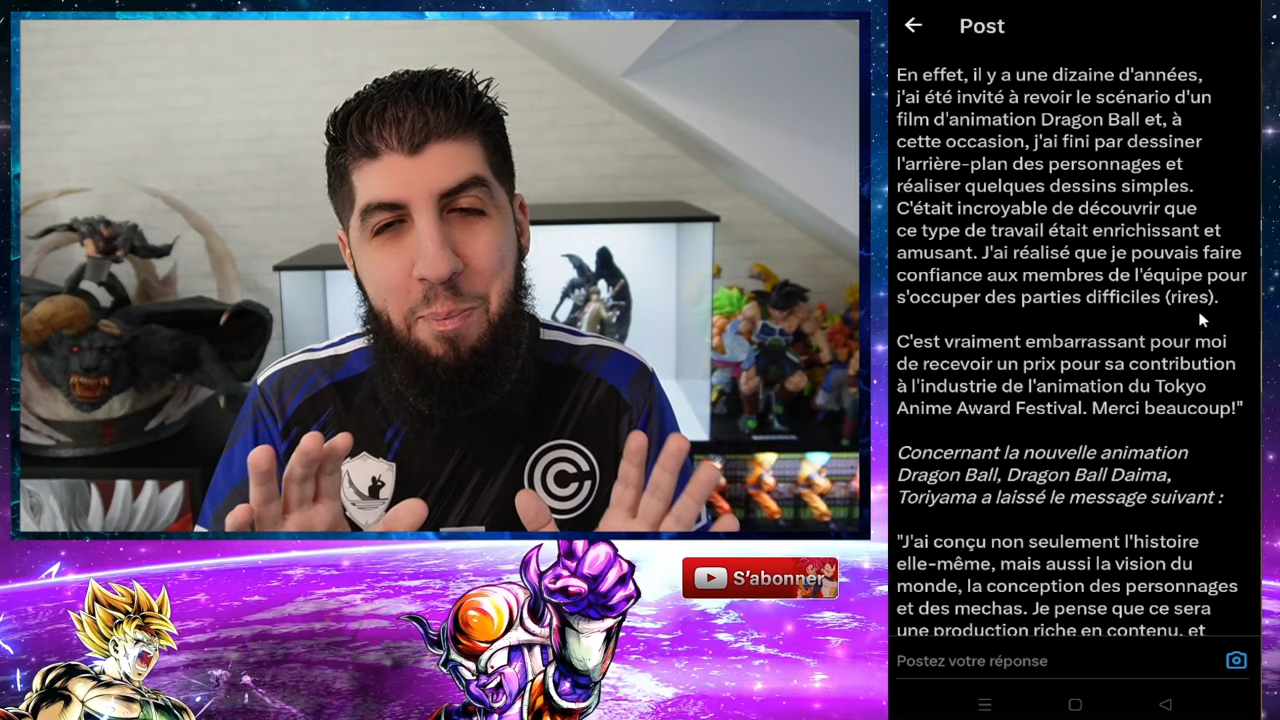 Post
En effet, il y a une dizaine d'années,
j'ai été invité à revoir le scénario d'un
film d'animation Dragon Ball et, à
cette occasion, j'ai fini par dessiner
l'arrière-plan des personnages et
réaliser quelques dessins simples.
C'était incroyable de découvrir que
ce type de travail était enrichissant et
amusant. J'ai réalisé que je pouvais faire
confiance aux membres de l'équipe pour
s'occuper des parties difficiles (rires).
C'est vraiment embarrassant pour moi
de recevoir un prix pour sa contribution
à l'industrie de l'animation du Tokyo
Anime Award Festival. Merci beaucoup!"
Concernant la nouvelle animation
Dragon Ball, Dragon Ball Daima,
Toriyama a laissé le message suivant :
"J'ai conçu non seulement l'histoire
elle-même, mais aussi la vision du
monde, la conception des personnages
et des mechas. Je pense que ce sera
une production riche en contenu, et
Postez votre réponse
S'abonner